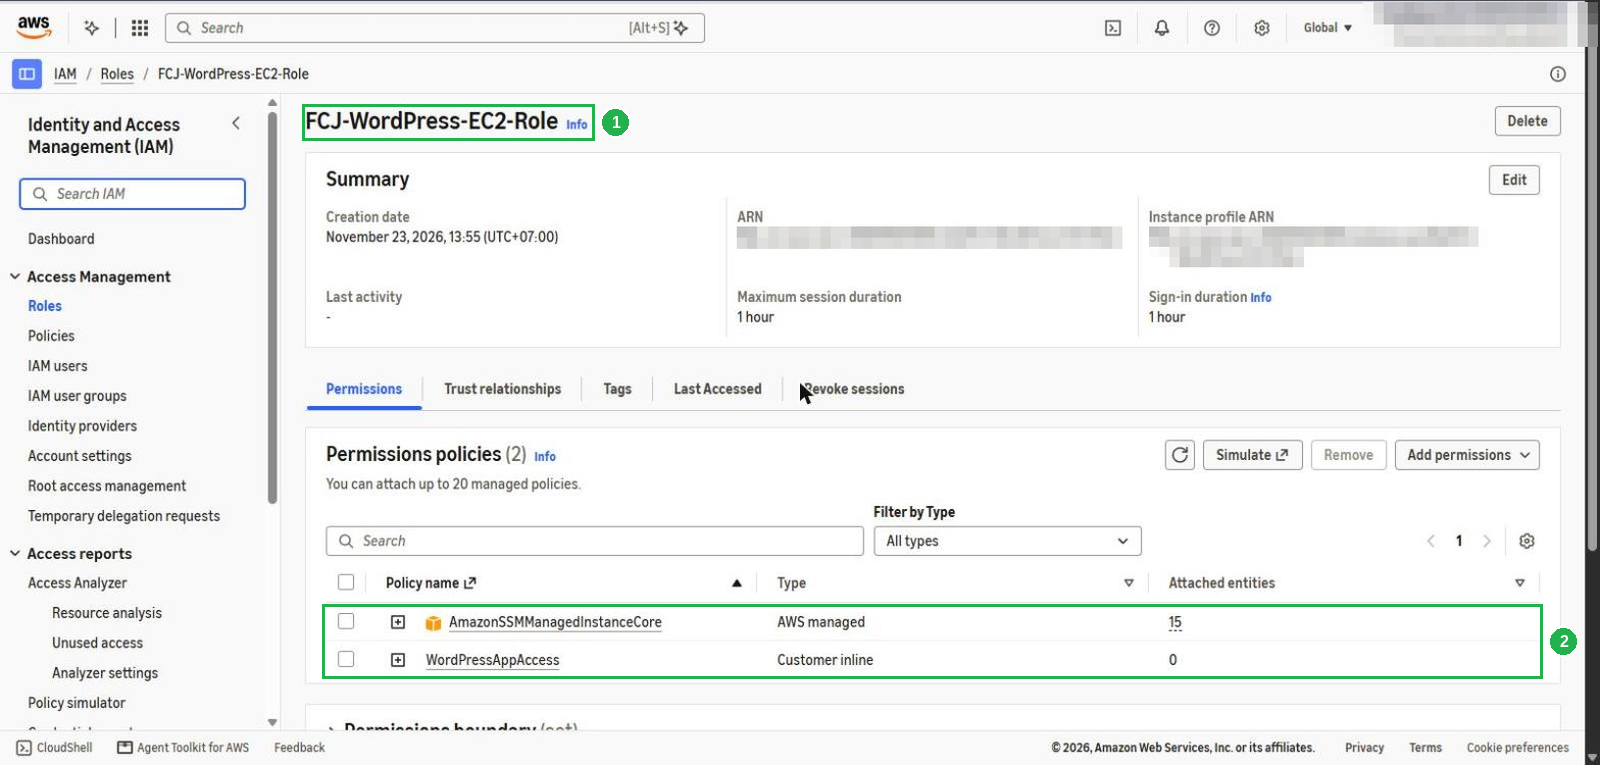 aws
Search [Alt+S]
Global
IAM / Roles / FCJ-WordPress-EC2-Role
Identity and Access
Management (IAM)
Search IAM
Dashboard
Access Management
Roles
Policies
IAM users
IAM user groups
Identity providers
Account settings
Root access management
Temporary delegation requests
Access reports
Access Analyzer
Resource analysis
Unused access
Analyzer settings
Policy simulator
FCJ-WordPress-EC2-Role Info 1
Delete
Summary
Edit
Creation date
November 23, 2026, 13:55 (UTC+07:00)
ARN
Instance profile ARN
Last activity
-
Maximum session duration
1 hour
Sign-in duration Info
1 hour
Permissions Trust relationships Tags Last Accessed Revoke sessions
Permissions policies (2) Info
You can attach up to 20 managed policies.
Simulate Remove Add permissions
Filter by Type
Search All types 1
Policy name Type Attached entities
AmazonSSMManagedInstanceCore AWS managed 15
WordPressAppAccess Customer inline 0
2
Permissions boundary (set)
CloudShell Agent Toolkit for AWS Feedback © 2026, Amazon Web Services, Inc. or its affiliates. Privacy Terms Cookie preferences